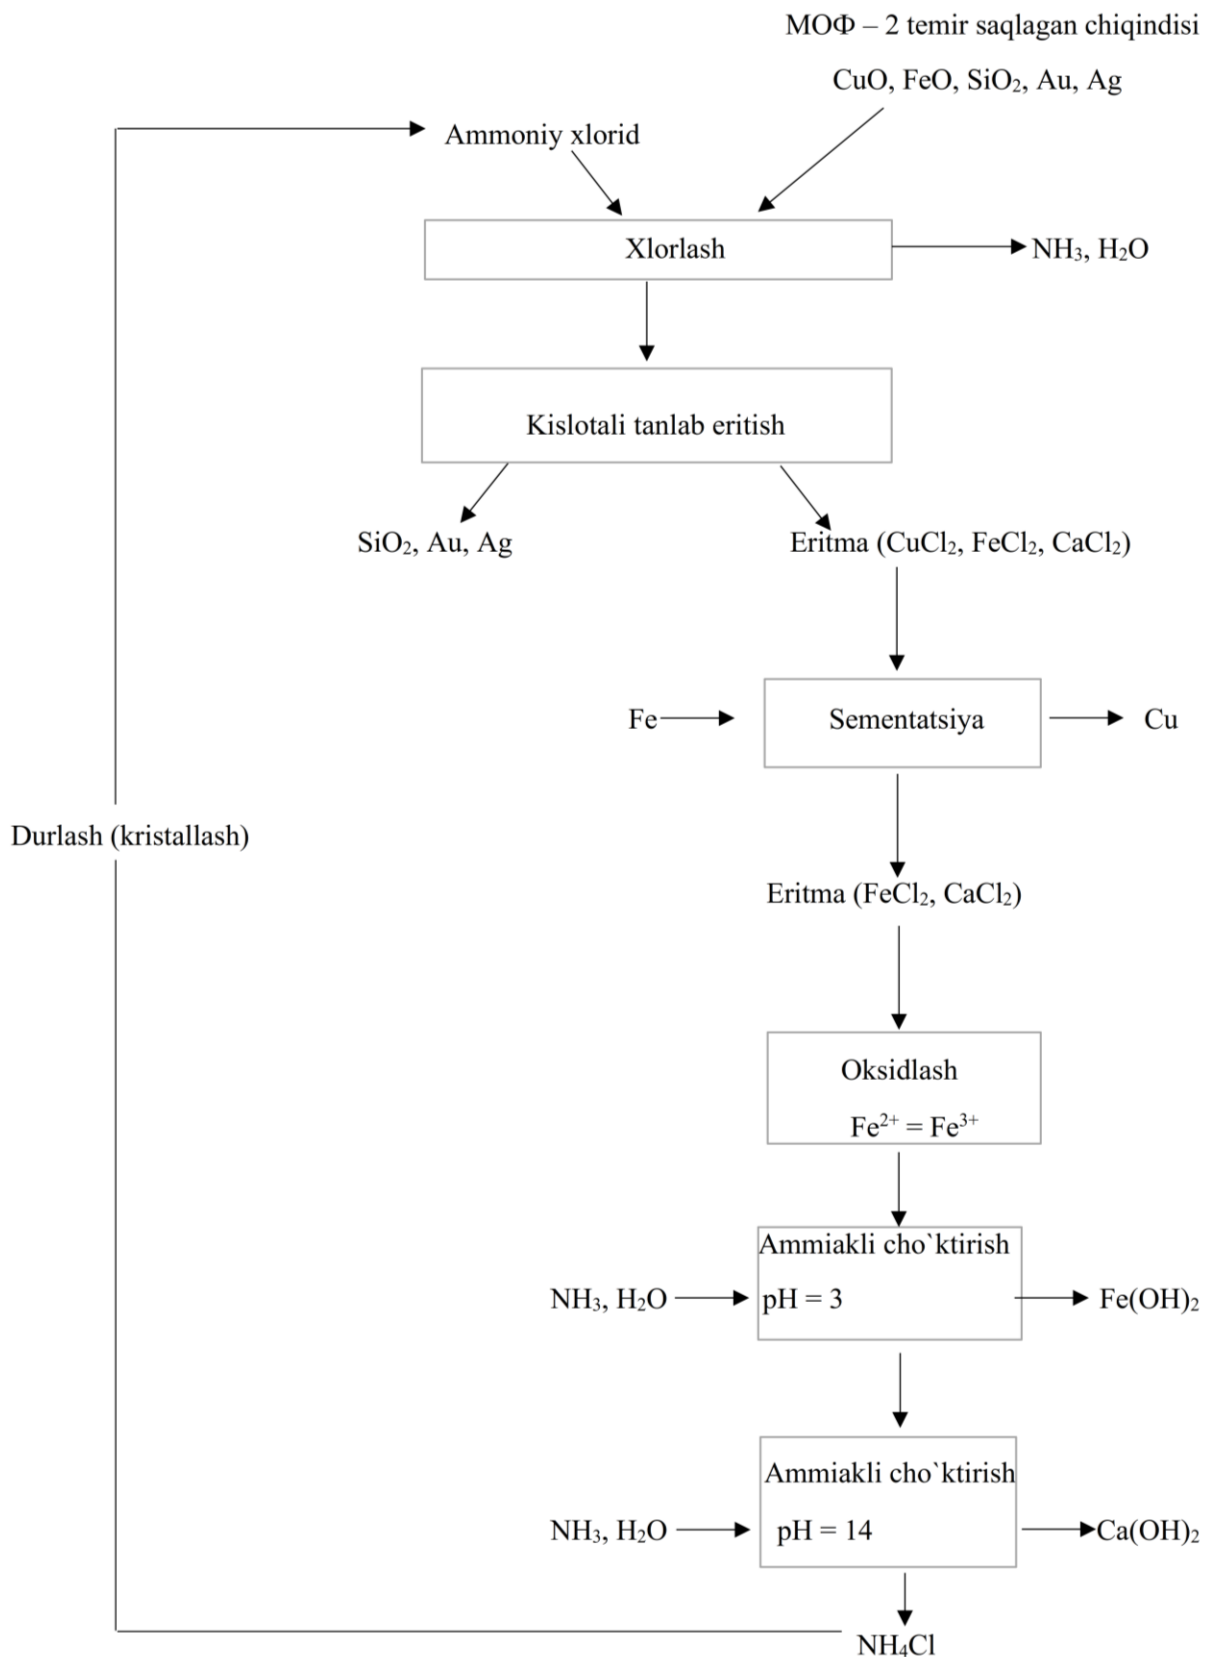 МОФ – 2 temir saqlagan chiqindisi
CuO, FeO, SiO₂, Au, Ag
Ammoniy xlorid
Xlorlash
NH₃, H₂O
Kislotali tanlab eritish
SiO₂, Au, Ag
Eritma (CuCl₂, FeCl₂, CaCl₂)
Fe
Sementatsiya
Cu
Durlash (kristallash)
Eritma (FeCl₂, CaCl₂)
Oksidlash
Fe²⁺ = Fe³⁺
Ammiakli cho`ktirish
NH₃, H₂O
pH = 3
Fe(OH)₂
Ammiakli cho`ktirish
NH₃, H₂O
pH = 14
Ca(OH)₂
NH₄Cl